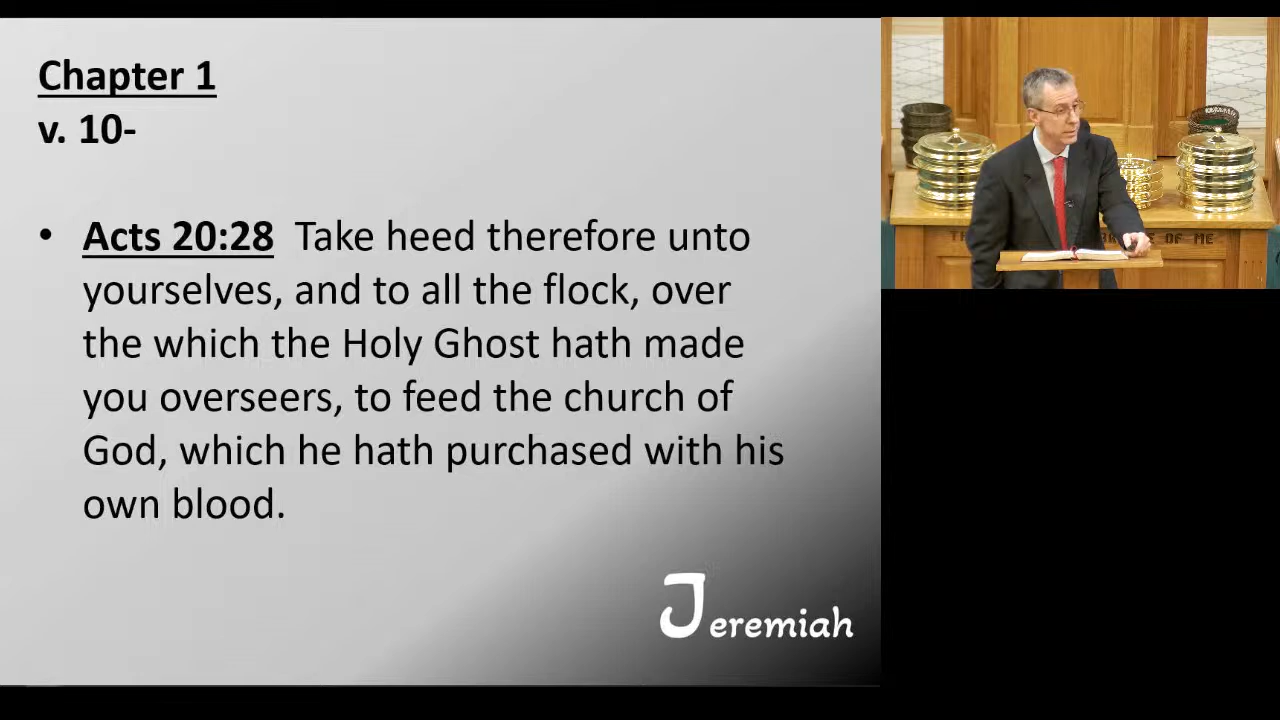 Chapter 1
v. 10-
• Acts 20:28 Take heed therefore unto
yourselves, and to all the flock, over
the which the Holy Ghost hath made
you overseers, to feed the church of
God, which he hath purchased with his
own blood.
Jeremiah
OF ME